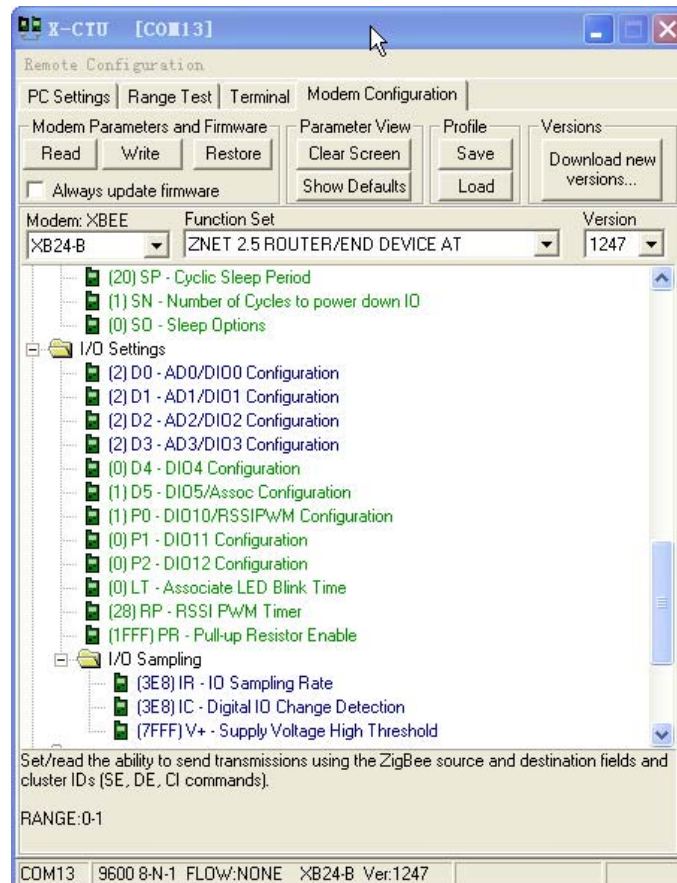 X-CTU [COM13]
Remote Configuration
PC Settings Range Test Terminal Modem Configuration
Modem Parameters and Firmware Parameter View Profile Versions
Read Write Restore Clear Screen Save Download new versions...
Always update firmware Show Defaults Load
Modem: XBEE Function Set Version
XB24-B ZNET 2.5 ROUTER/END DEVICE AT 1247
(20) SP - Cyclic Sleep Period
(1) SN - Number of Cycles to power down IO
(0) SO - Sleep Options
I/O Settings
(2) D0 - AD0/DIO0 Configuration
(2) D1 - AD1/DIO1 Configuration
(2) D2 - AD2/DIO2 Configuration
(2) D3 - AD3/DIO3 Configuration
(0) D4 - DIO4 Configuration
(1) D5 - DIO5/Assoc Configuration
(1) P0 - DIO10/RSSIPWM Configuration
(0) P1 - DIO11 Configuration
(0) P2 - DIO12 Configuration
(0) LT - Associate LED Blink Time
(28) RP - RSSI PWM Timer
(1FFF) PR - Pull-up Resistor Enable
I/O Sampling
(3E8) IR - IO Sampling Rate
(3E8) IC - Digital IO Change Detection
(7FFF) V+ - Supply Voltage High Threshold
Set/read the ability to send transmissions using the ZigBee source and destination fields and
cluster IDs (SE, DE, CI commands).
RANGE:0-1
COM13 9600 8-N-1 FLOW:NONE XB24-B Ver:1247